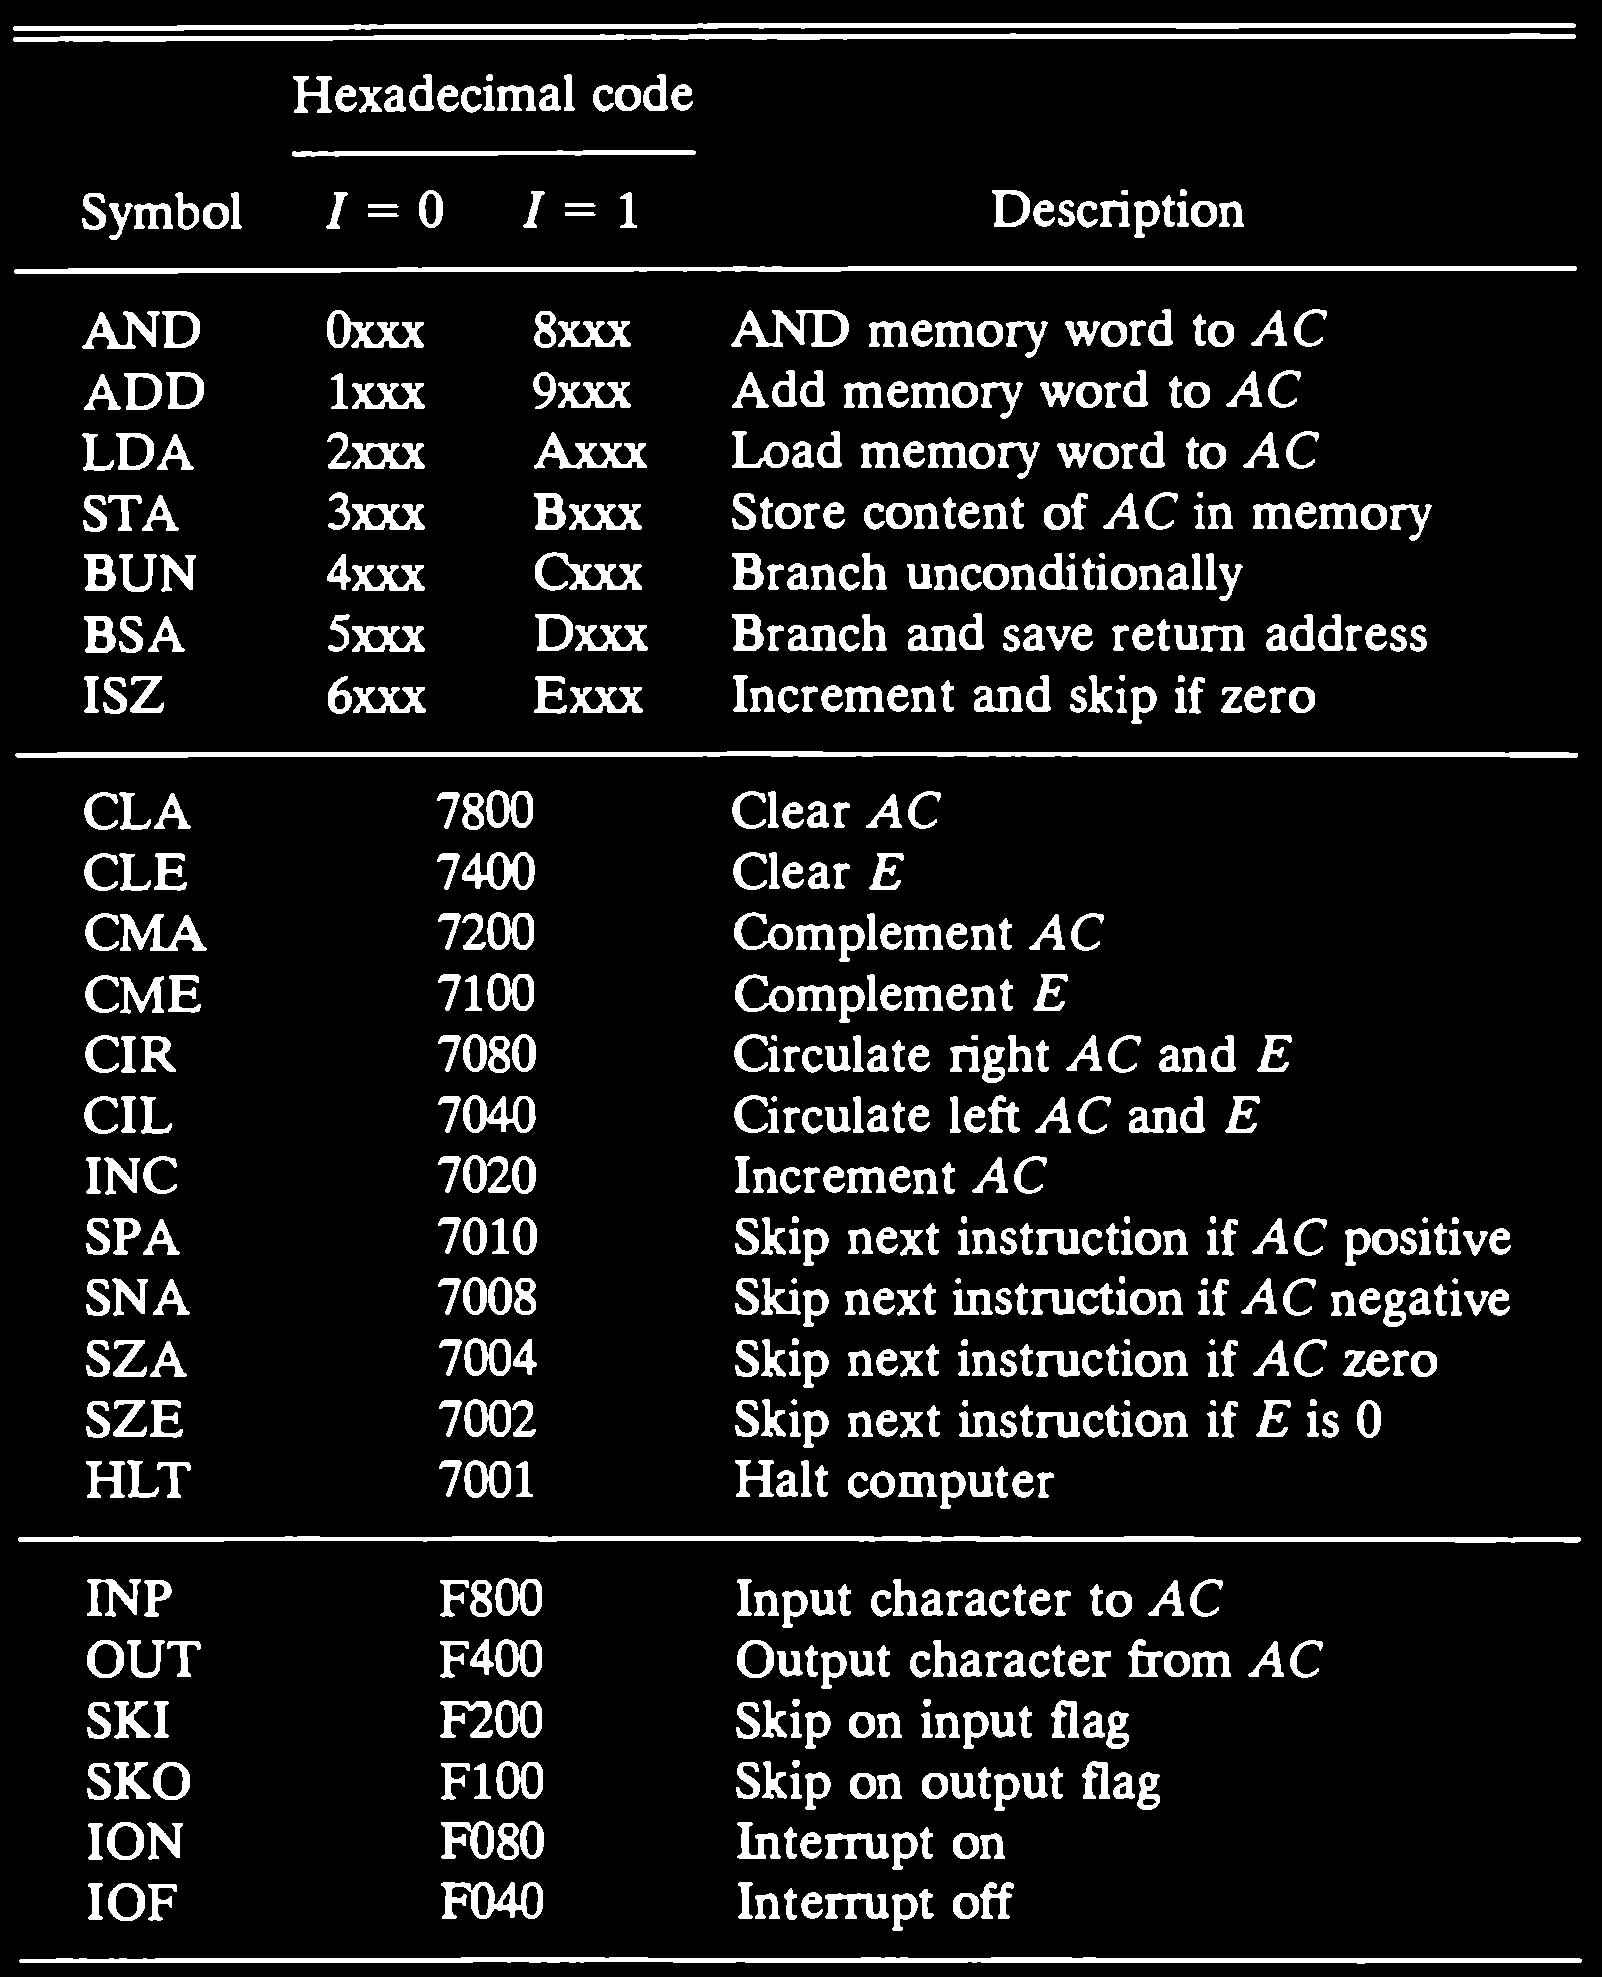 Hexadecimal code
Symbol I = 0 I = 1 Description
AND 0xxx 8xxx AND memory word to AC
ADD 1xxx 9xxx Add memory word to AC
LDA 2xxx Axxx Load memory word to AC
STA 3xxx Bxxx Store content of AC in memory
BUN 4xxx Cxxx Branch unconditionally
BSA 5xxx Dxxx Branch and save return address
ISZ 6xxx Exxx Increment and skip if zero
CLA 7800 Clear AC
CLE 7400 Clear E
CMA 7200 Complement AC
CME 7100 Complement E
CIR 7080 Circulate right AC and E
CIL 7040 Circulate left AC and E
INC 7020 Increment AC
SPA 7010 Skip next instruction if AC positive
SNA 7008 Skip next instruction if AC negative
SZA 7004 Skip next instruction if AC zero
SZE 7002 Skip next instruction if E is 0
HLT 7001 Halt computer
INP F800 Input character to AC
OUT F400 Output character from AC
SKI F200 Skip on input flag
SKO F100 Skip on output flag
ION F080 Interrupt on
IOF F040 Interrupt off